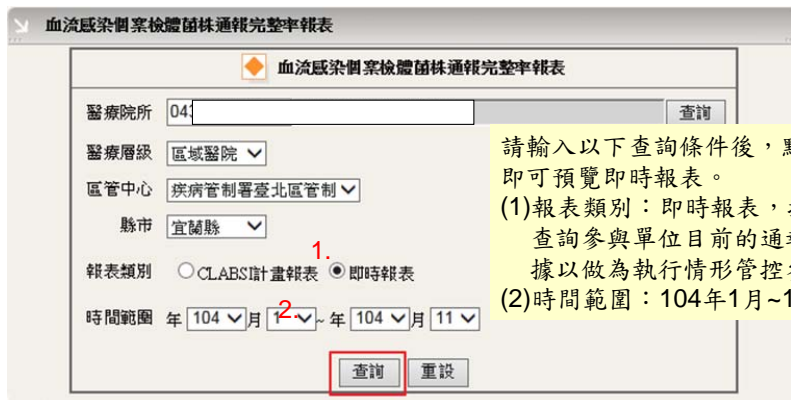 血流感染個案檢體菌株通報完整率報表
血流感染個案檢體菌株通報完整率報表
醫療院所 04 查詢
醫療層級 區域醫院
區管中心 疾病管制署臺北區管制
縣市 宜蘭縣
1.
報表類別 CLABSI計畫報表 即時報表
2.
時間範圍 年 104 月 1 ~ 年 104 月 11
查詢 重設
請輸入以下查詢條件後，
即可預覽即時報表。
(1)報表類別：即時報表，
查詢參與單位目前的通
據以做為執行情形管控
(2)時間範圍：104年1月~1